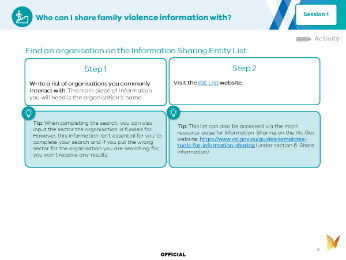 Who can I share family violence information with?
Session 1
Activity
Find an organisation on the Information Sharing Entity List:
Step 1
Write a list of organisations you commonly
interact with. The main piece of information
you will need is the organisation's name.
Step 2
Visit the ISE List website.
Tip: When completing the search, you can also
input the sector the organisation is funded for.
However, this information isn't essential for you to
complete your search and if you put the wrong
sector for the organisation you are searching for,
you won't receive any results.
Tip: This list can also be accessed via the main
resource page for Information Sharing on the Vic Gov
website: https://www.vic.gov.au/guides-templates-
tools-for-information-sharing (under section 6. Share
information)
OFFICIAL